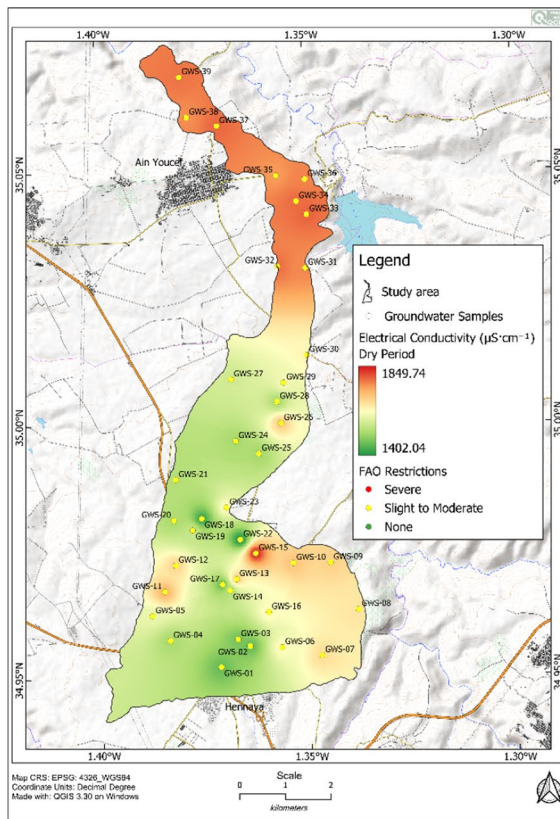 1.40°W 1.35°W 1.30°W
GWS-39
GWS-38
GWS-37
Ain Youcef
35.05°N
GWS-35
GWS-36
35.05°N
GWS-34
GWS-33
GWS-32
GWS-31
Legend
Study area
Groundwater Samples
Electrical Conductivity (µS·cm⁻¹)
Dry Period
1849.74
1402.04
FAO Restrictions
Severe
Slight to Moderate
None
GWS-30
GWS-27
GWS-29
GWS-28
GWS-26
35.00°N
35.00°N
GWS-24
GWS-25
GWS-21
GWS-23
GWS-20
GWS-18
GWS-19
GWS-22
GWS-15
GWS-12
GWS-10
GWS-09
GWS-13
GWS-11
GWS-17
GWS-14
GWS-16
GWS-08
GWS-05
GWS-04
GWS-03
GWS-02
GWS-06
GWS-07
34.95°N
GWS-01
34.95°N
Hennaya
1.40°W 1.35°W 1.30°W
Map CRS: EPSG: 4326_WGS84
Coordinate Units: Decimal Degree
Made with: QGIS 3.30 on Windows
Scale
0 1 2
kilometers